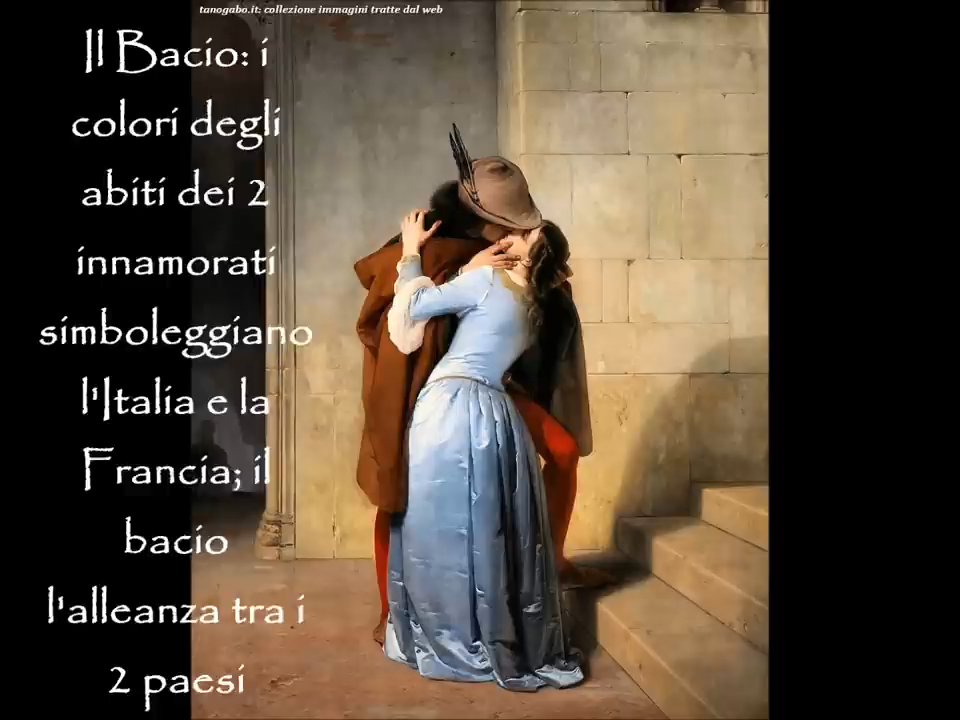 tanogabo.it: collezione immagini tratte dal web
Il Bacio: i
colori degli
abiti dei 2
innamorati
simboleggiano
l'Italia e la
Francia; il
bacio
l'alleanza tra i
2 paesi